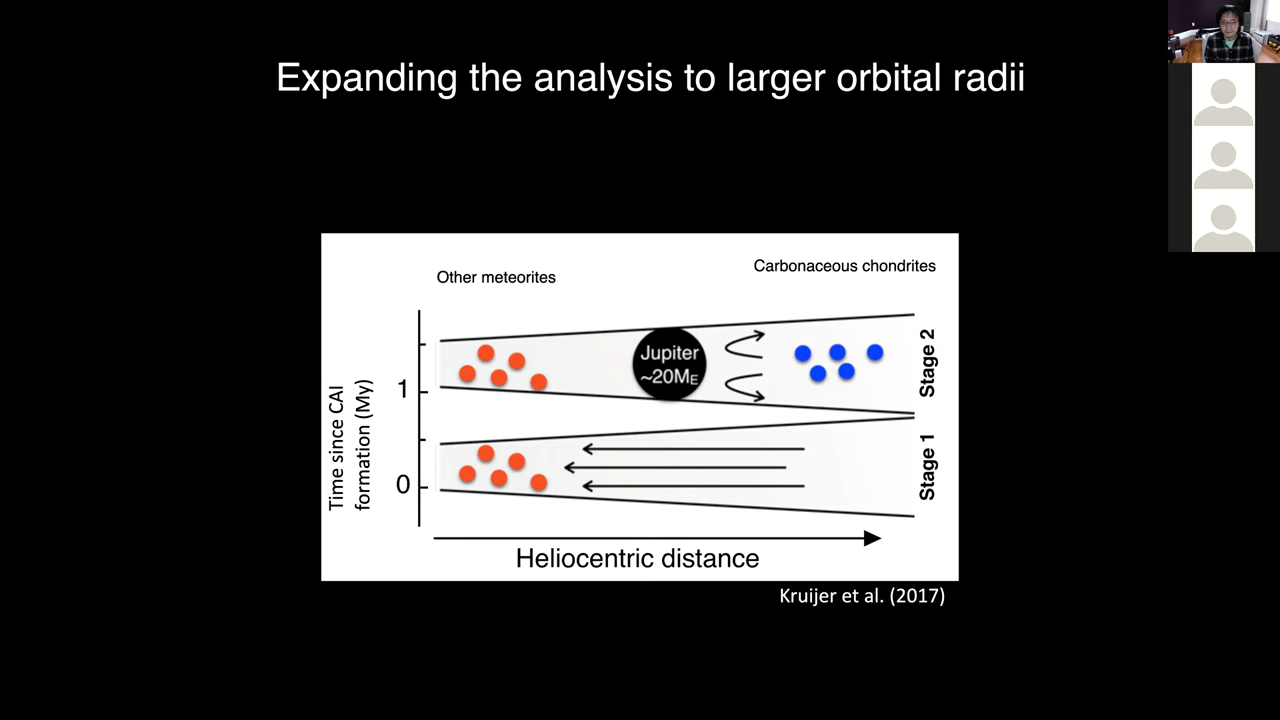 Expanding the analysis to larger orbital radii
Other meteorites
Carbonaceous chondrites
Jupiter
~20ME
Stage 2
Stage 1
Time since CAI
formation (My)
1
0
Heliocentric distance
Kruijer et al. (2017)